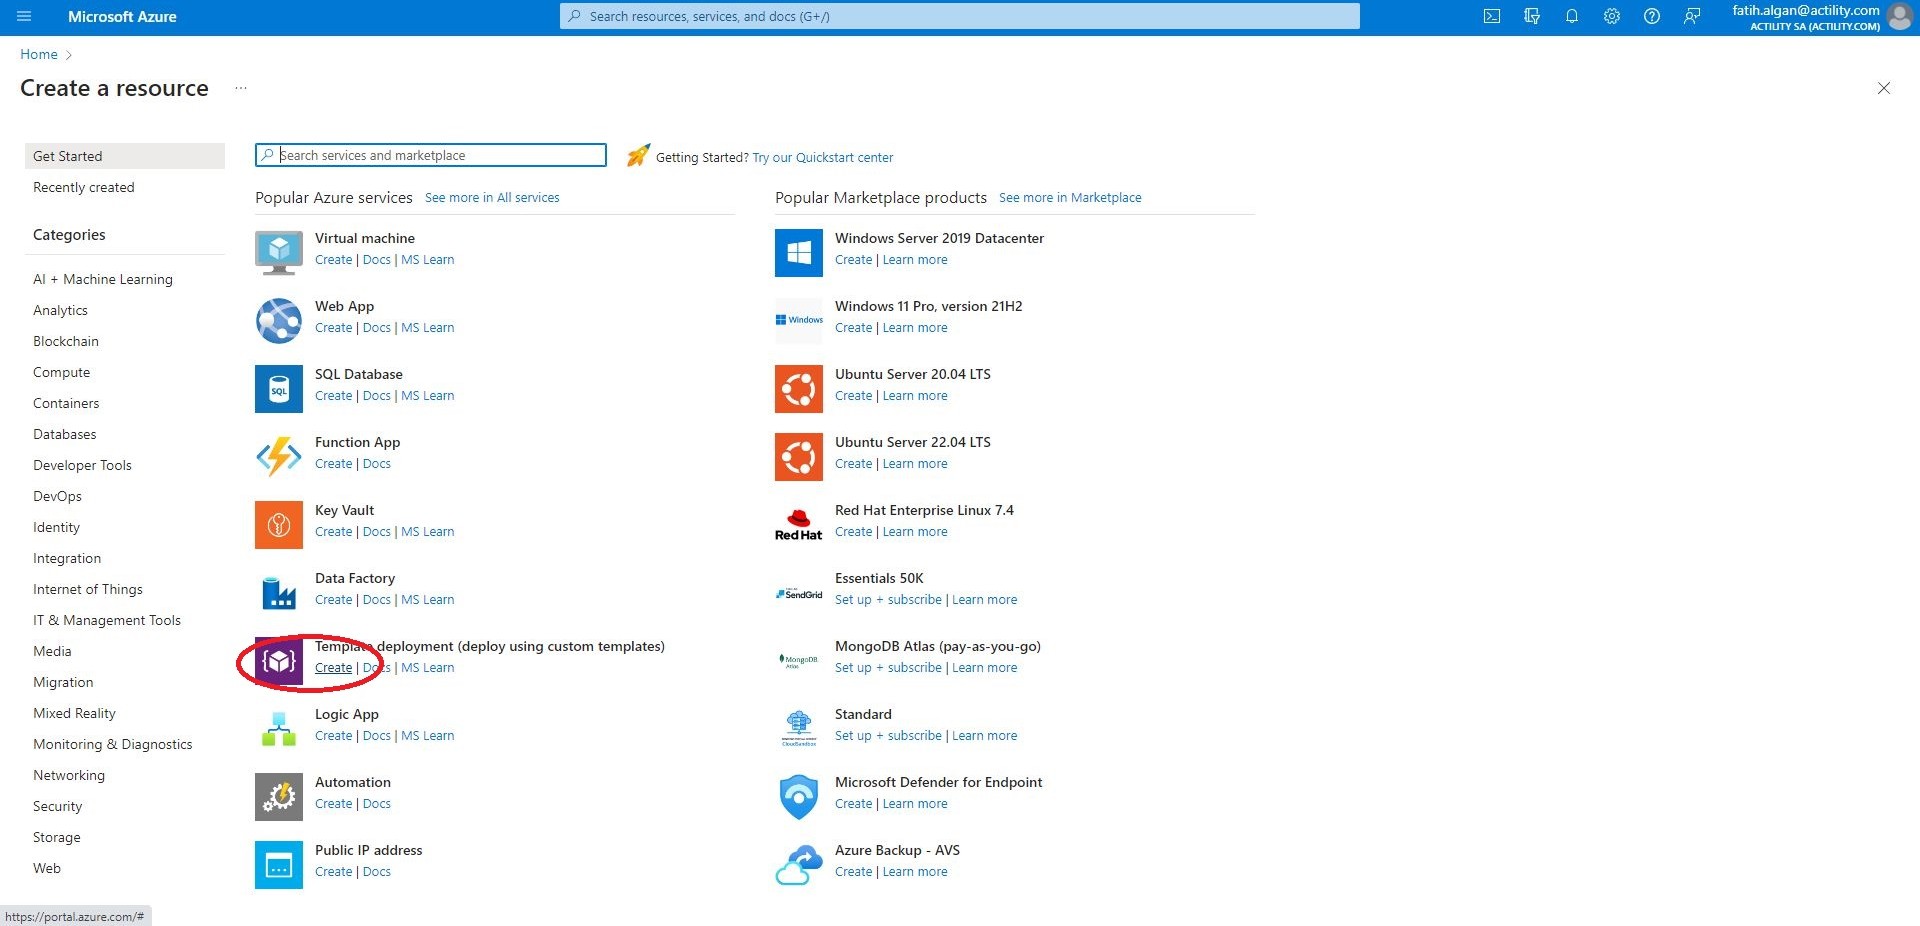 Microsoft Azure
Search resources, services, and docs (G+/)
fatih.algan@actility.com
ACTILITY SA (ACTILITY.COM)
Home
Create a resource
...
Get Started
Recently created
Categories
AI + Machine Learning
Analytics
Blockchain
Compute
Containers
Databases
Developer Tools
DevOps
Identity
Integration
Internet of Things
IT & Management Tools
Media
Migration
Mixed Reality
Monitoring & Diagnostics
Networking
Security
Storage
Web
Search services and marketplace
Getting Started? Try our Quickstart center
Popular Azure services See more in All services
Virtual machine
Create | Docs | MS Learn
Web App
Create | Docs | MS Learn
SQL
SQL Database
Create | Docs | MS Learn
Function App
Create | Docs
Key Vault
Create | Docs | MS Learn
Data Factory
Create | Docs | MS Learn
Template deployment (deploy using custom templates)
Create | Docs | MS Learn
Logic App
Create | Docs | MS Learn
Automation
Create | Docs
Public IP address
Create | Docs
Popular Marketplace products See more in Marketplace
Windows Server 2019 Datacenter
Create | Learn more
Windows
Windows 11 Pro, version 21H2
Create | Learn more
Ubuntu Server 20.04 LTS
Create | Learn more
Ubuntu Server 22.04 LTS
Create | Learn more
Red Hat
Red Hat Enterprise Linux 7.4
Create | Learn more
SendGrid
Essentials 50K
Set up + subscribe | Learn more
MongoDB
Atlas
MongoDB Atlas (pay-as-you-go)
Set up + subscribe | Learn more
CloudSandbox
Standard
Set up + subscribe | Learn more
Microsoft Defender for Endpoint
Create | Learn more
Azure Backup - AVS
Create | Learn more
https://portal.azure.com/#